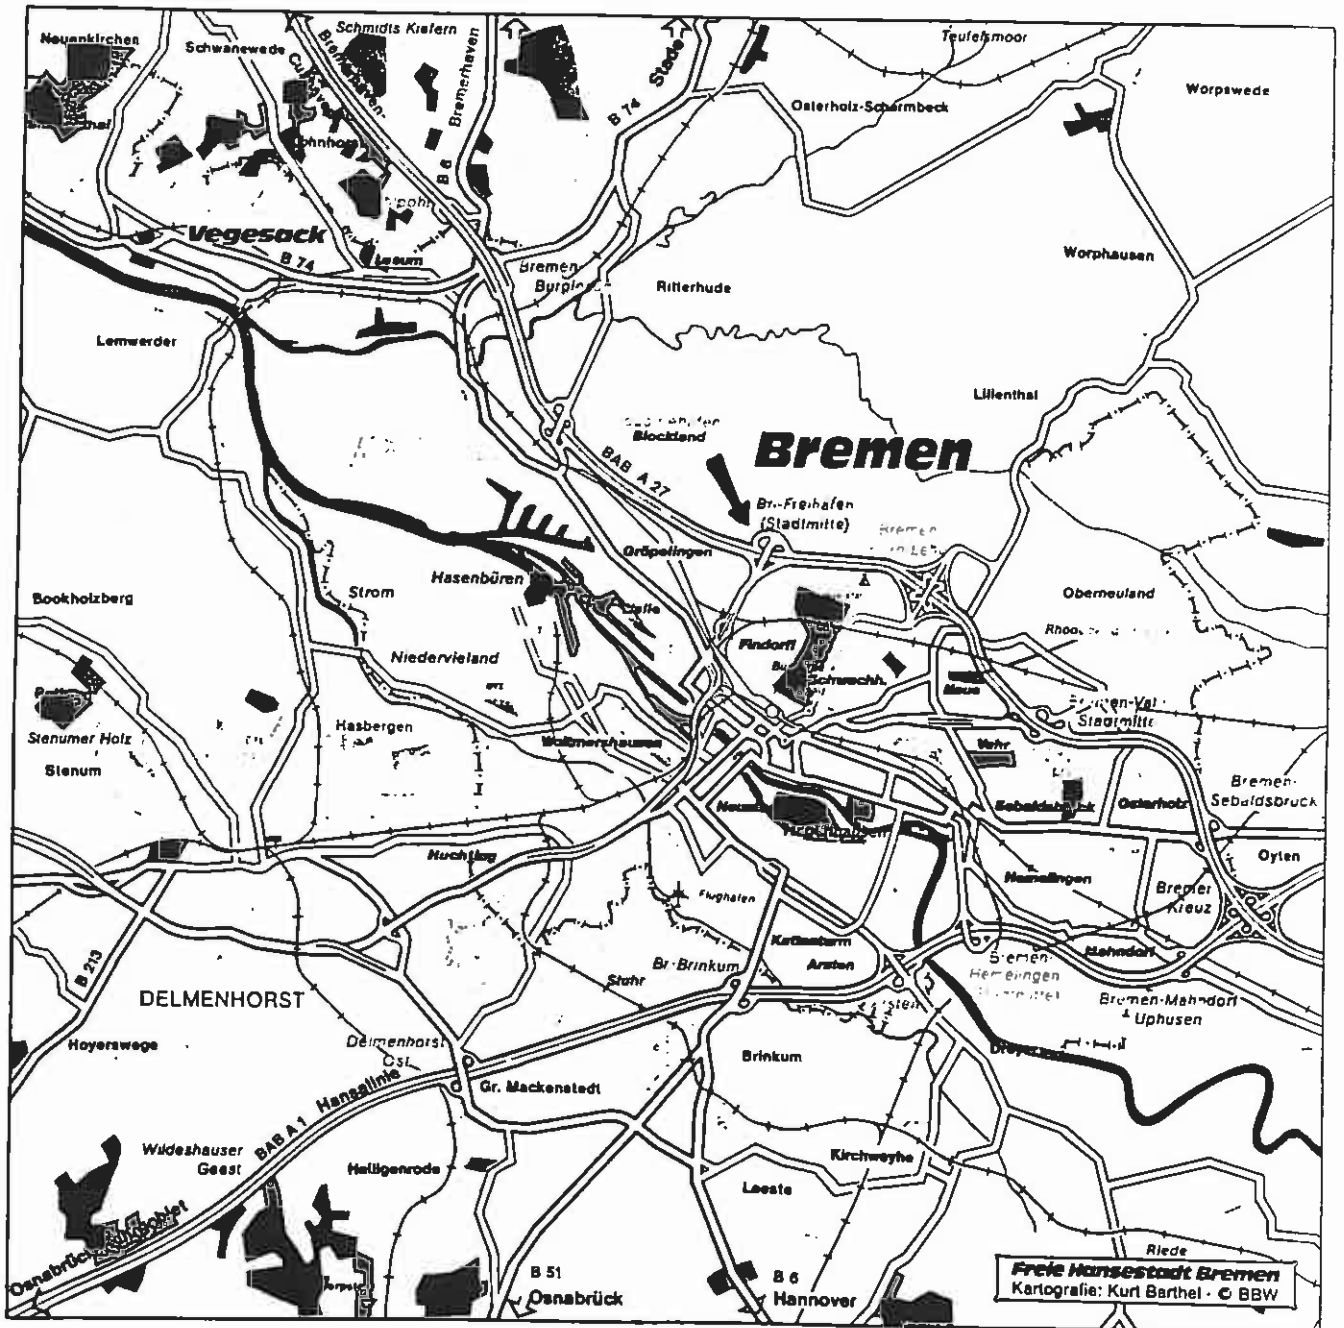 Neuenkirchen
Schwanewede
Schmidts Kiefern
Bremerhaven-
Bremerhaven
B 6
Stade
B 74
Teufelsmoor
Osterholz-Scharmbeck
Worpswede
Vegesack
B 74
Lesum
Bremen-
Ritterhude
Worphausen
Lemwerder
Lilienthal
Blockland
BAB A 27
Bremen
Br.-Freihafen
(Stadtmitte)
Bremen
Gröpelingen
Hasenbüren
Strom
Bookholzberg
Oberneuland
Niedervieland
Findorff
Schwachh.
Hasbergen
Stenumer Holz
Stenum
Woltmershausen
Vahr
Sebaldsbrück
Osterholz
Bremen-
Sebaldsbrück
Oyten
Huchting
Hemelingen
Bremer
Kreuz
Flughafen
Kattenturm
Arsten
Mahndorf
Bremen-
Hemelingen
Br.-Brinkum
Stuhr
B 213
DELMENHORST
Bremen-Mahndorf
Uphusen
Hoyerswege
Delmenhorst
Ost
Brinkum
Gr. Mackenstedt
BAB A 1 Hansalinie
Wildeshauser
Geest
Heiligenrode
Kirchweyhe
Leeste
Osnabrück
B 51
Osnabrück
B 6
Hannover
Riede
Freie Hansestadt Bremen
Kartografie: Kurt Barthel · © BBW